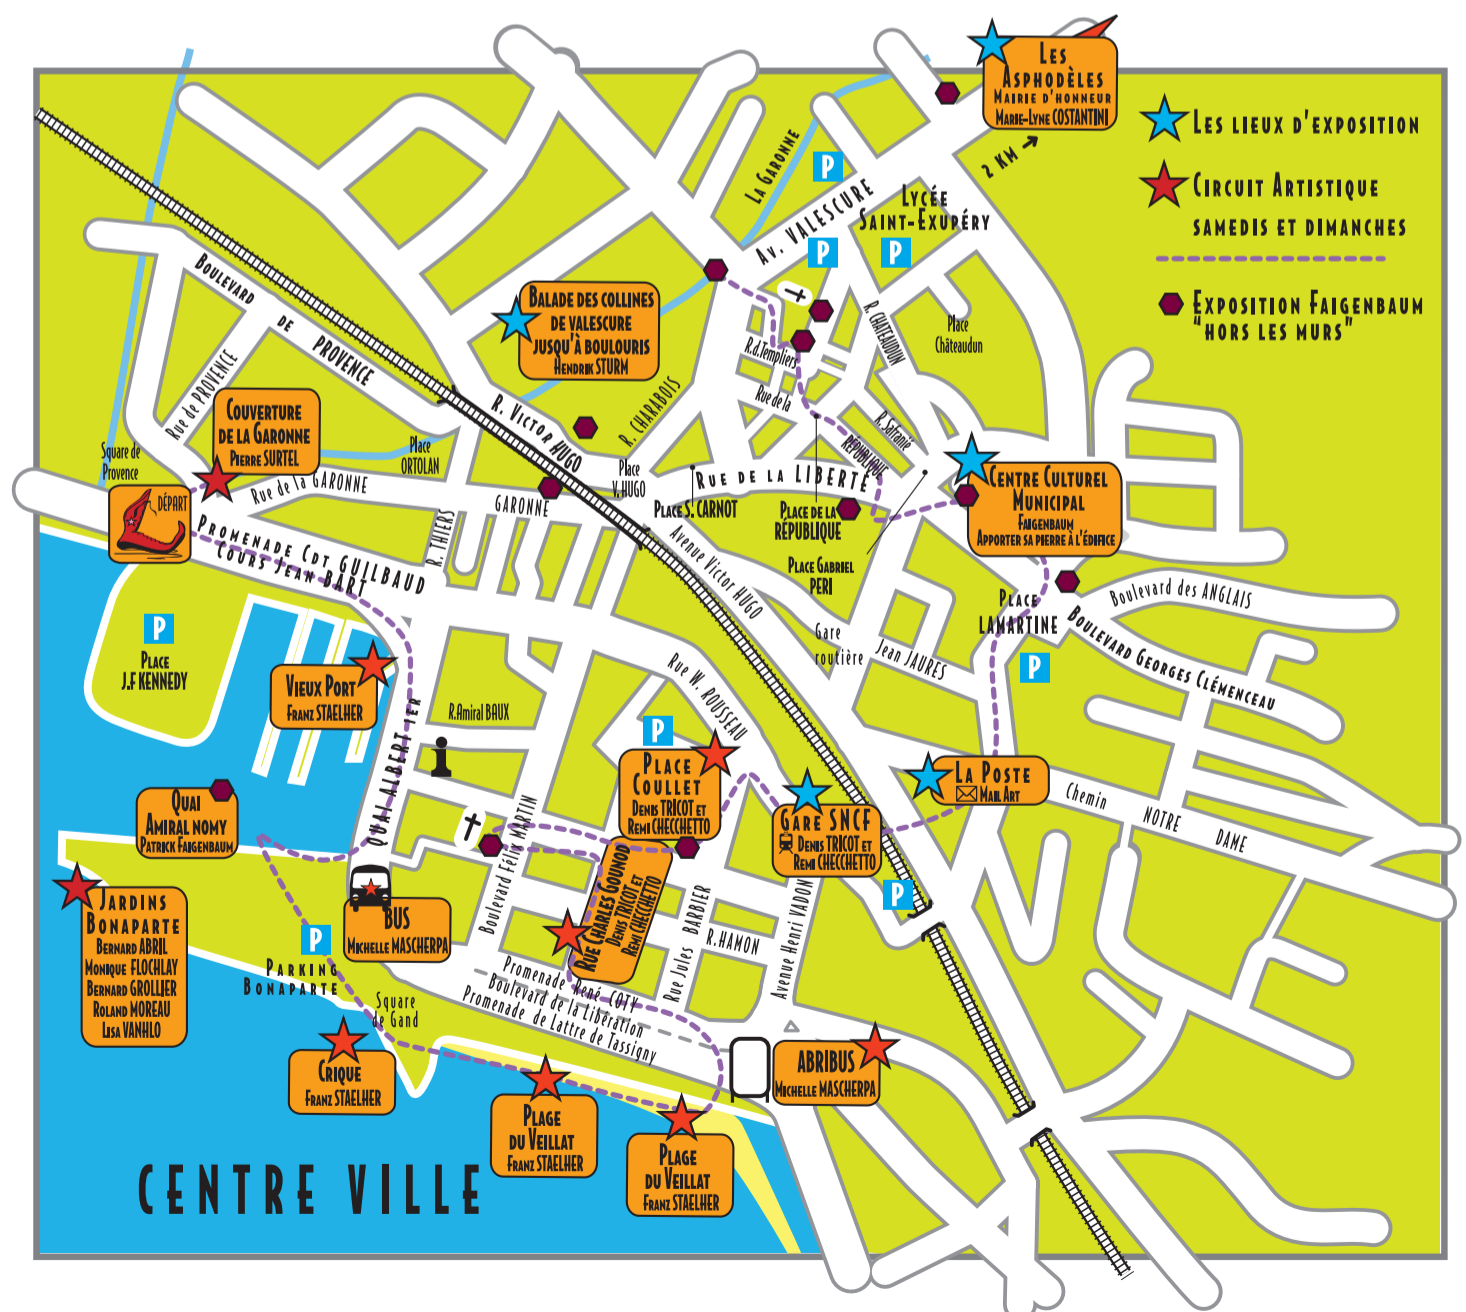 Les
Asphodèles
Mairie d'honneur
Marie-Lyne COSTANTINI
2 KM
Les lieux d'exposition
Circuit Artistique
samedis et dimanches
Exposition Faigenbaum
"hors les murs"
La Garonne
P
Av. VALESCURE
Lycée
Saint-Exupéry
P
P
Boulevard
de
PROVENCE
Balade des collines
de valescure
jusqu'à boulouris
Hendrik STURM
R. CHATEAUDUN
Place
Châteaudun
R.d.Templiers
Rue de la
RÉPUBLIQUE
R. Safranié
Rue de PROVENCE
Couverture
de la Garonne
Pierre SURTEL
R. Victor HUGO
R. CHARABOIS
Square de
Provence
Place
ORTOLAN
Place
V. HUGO
Rue de la LIBERTÉ
Centre Culturel
Municipal
Faigenbaum
Apporter sa pierre à l'édifice
Rue de la GARONNE
GARONNE
Place S. CARNOT
Place de la
RÉPUBLIQUE
DÉPART
Promenade Cdt GUILBAUD
Cours Jean BART
R. THIERS
Avenue Victor HUGO
Place Gabriel
PERI
Boulevard des ANGLAIS
Place
LAMARTINE
Boulevard Georges Clémenceau
P
Place
J.F KENNEDY
Gare
routière
Jean JAURES
P
Vieux Port
Franz STAELHER
Rue W. ROUSSEAU
R.Amiral BAUX
QUAI ALBERT 1er
i
P
Place
Coullet
Denis TRICOT et
Remi CHECCHETTO
La Poste
Mail Art
Chemin
NOTRE
DAME
Quai
Amiral nomy
Patrick Faigenbaum
Gare SNCF
Denis TRICOT et
Remi CHECCHETTO
Boulevard Félix MARTIN
Rue Charles Gounod
Denis TRICOT et
Remi CHECCHETTO
P
Jardins
Bonaparte
Bernard ABRIL
Monique FLOCHLAY
Bernard GROLLIER
Roland MOREAU
Lisa VANHLO
BUS
Michelle MASCHERPA
P
Parking
Bonaparte
Rue Jules BARBIER
R.HAMON
Avenue Henri VADON
Square
de Gand
Promenade René COTY
Boulevard de la Libération
Promenade de Lattre de Tassigny
Crique
Franz STAELHER
ABRIBUS
Michelle MASCHERPA
Plage
du Veillat
Franz STAELHER
Plage
du Veillat
Franz STAELHER
CENTRE VILLE